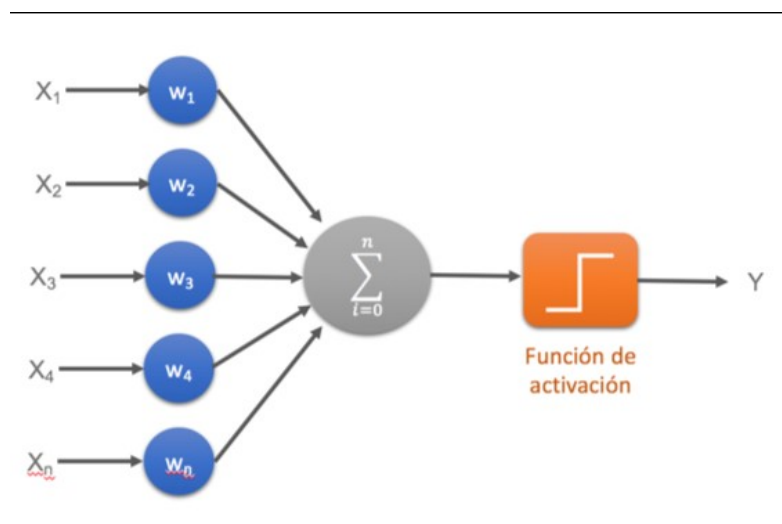 X₁ w₁
X₂ w₂
X₃ w₃
X₄ w₄
Xₙ wₙ
n
∑
i=0
Y
Función de
activación